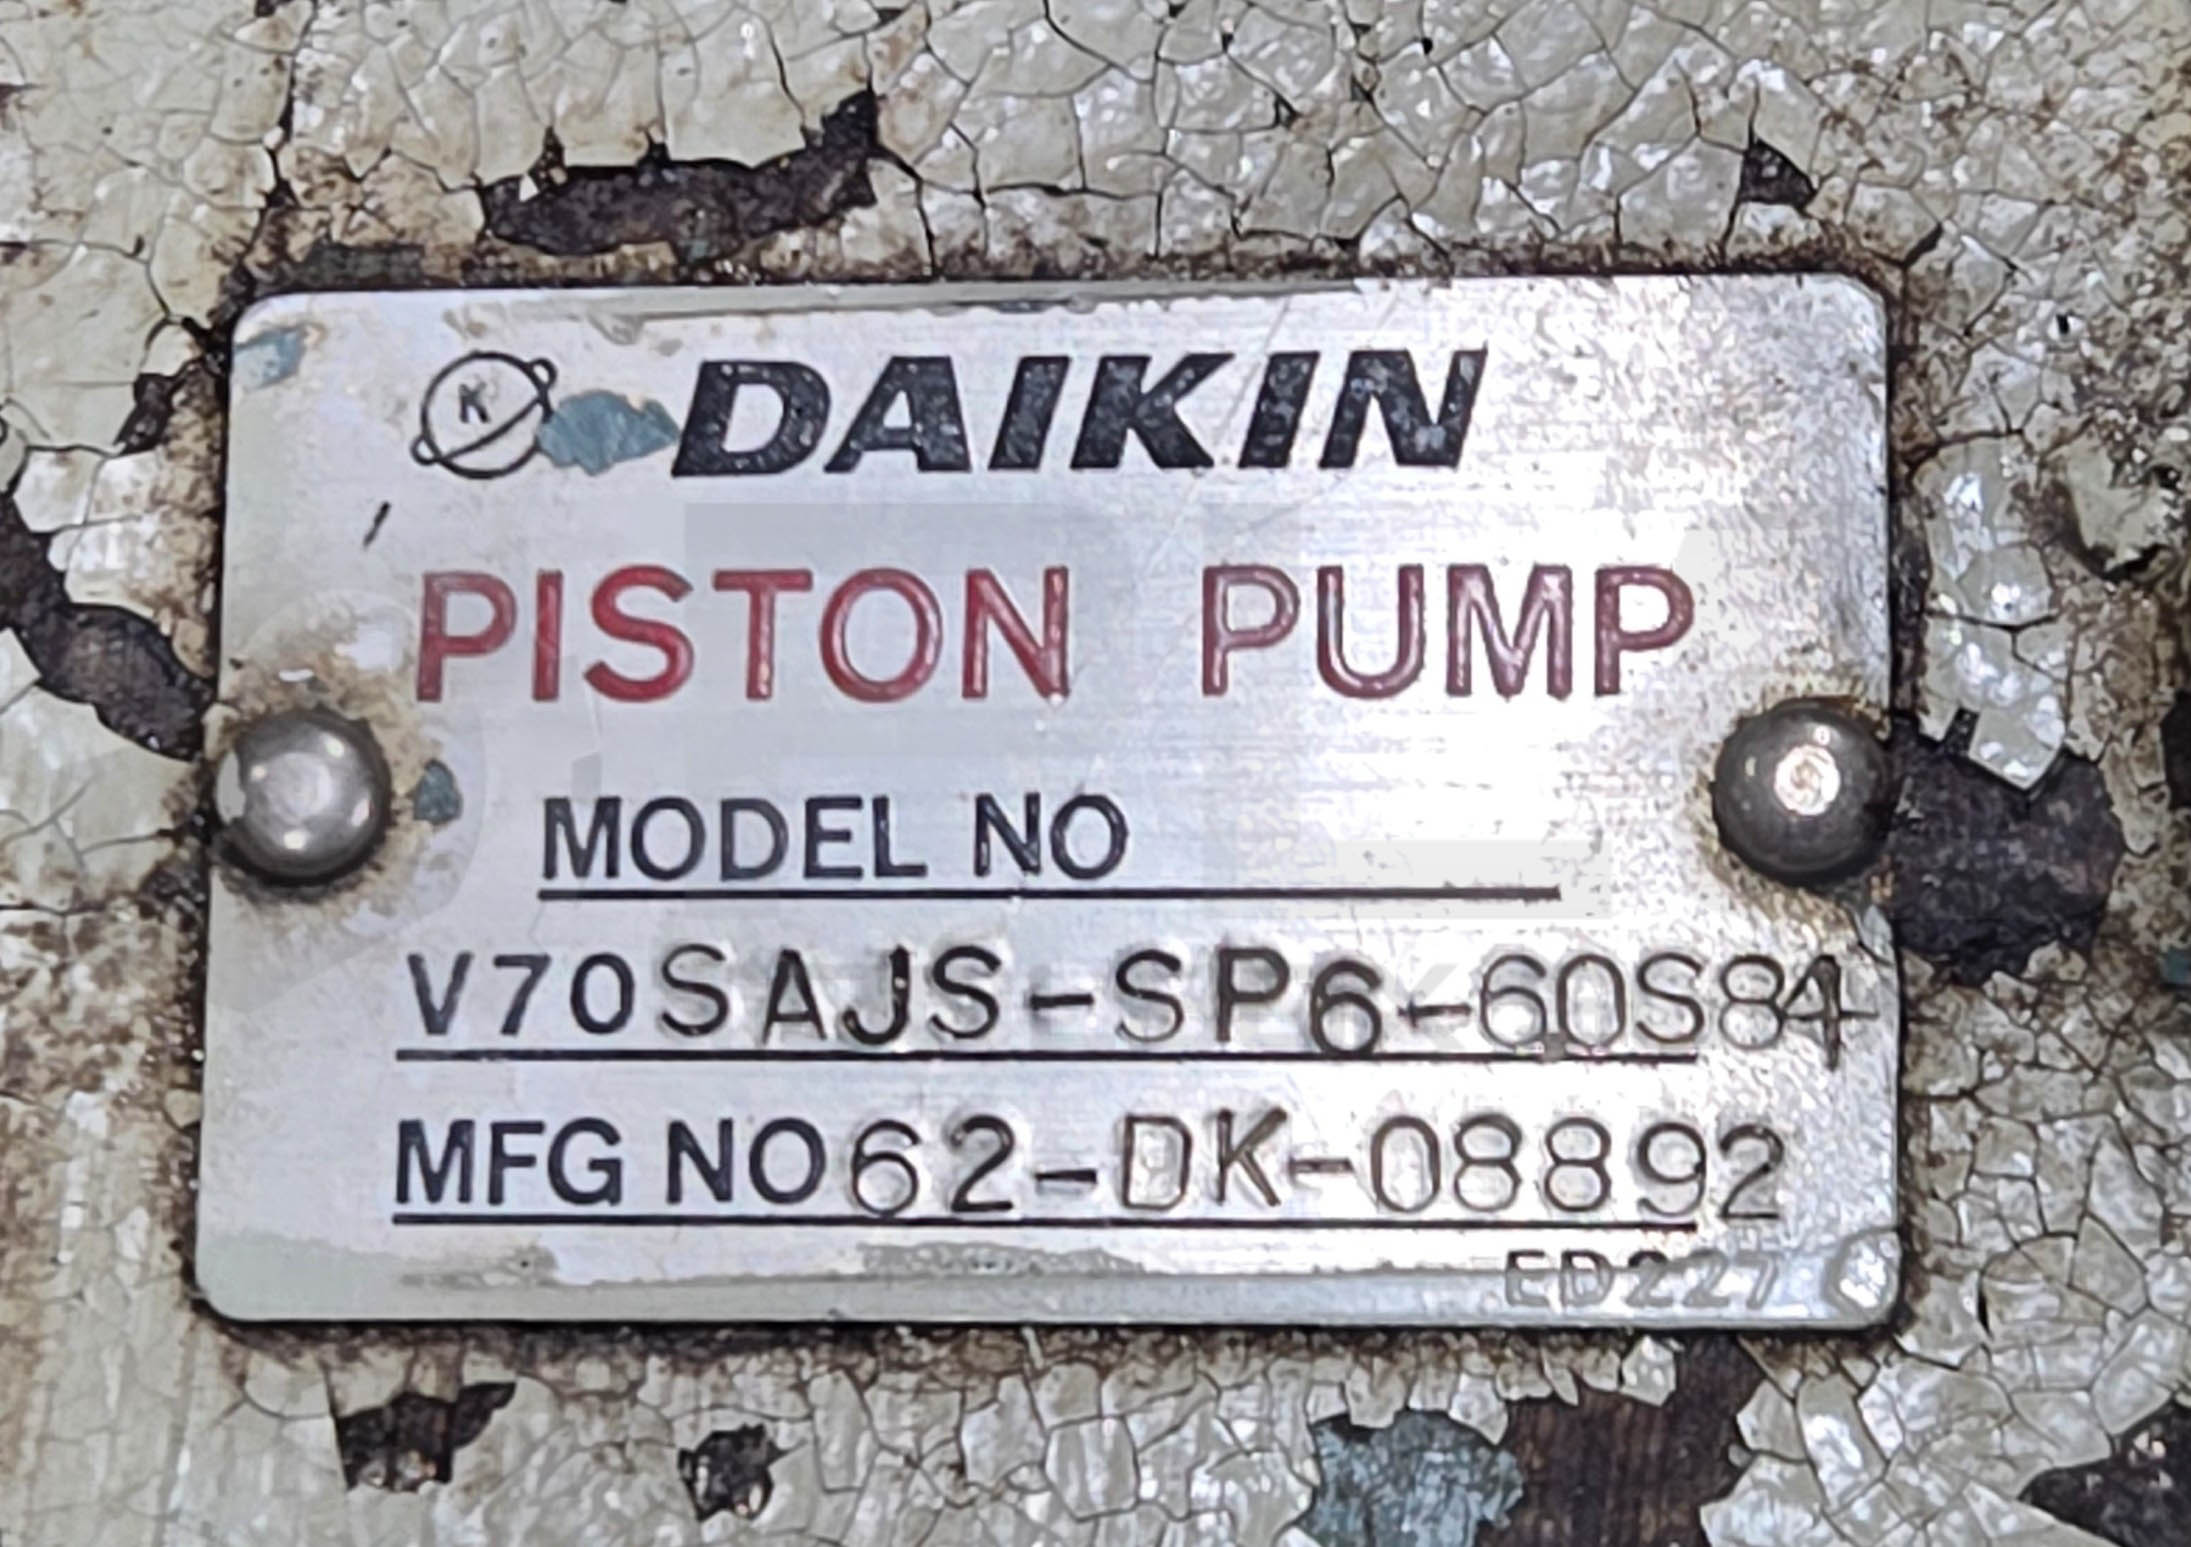 K DAIKIN
PISTON PUMP
MODEL NO
V70SAJS-SP6-60S84
MFG NO 62-DK-08892
ED227